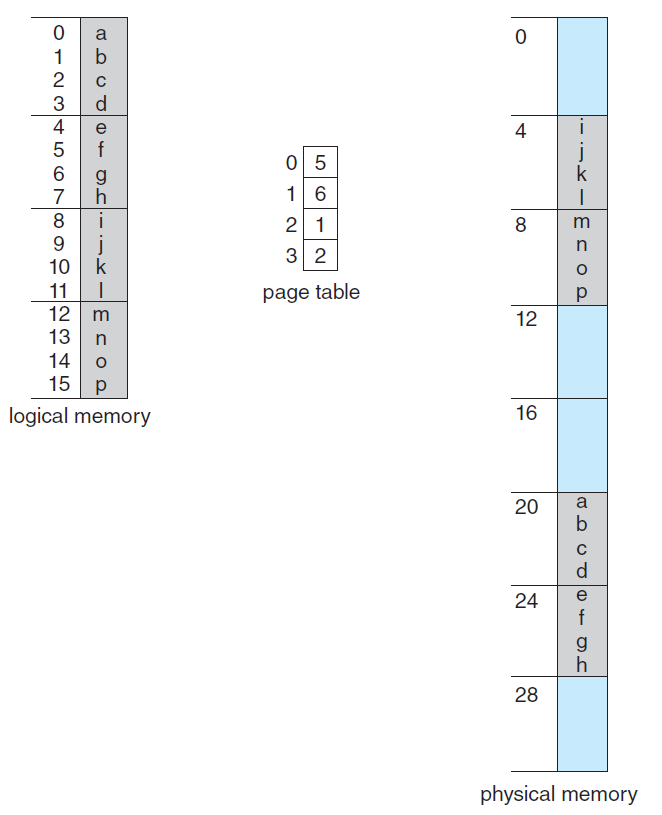 0 a
1 b
2 c
3 d
4 e
5 f
6 g
7 h
8 i
9 j
10 k
11 l
12 m
13 n
14 o
15 p
logical memory
0 5
1 6
2 1
3 2
page table
0
4 i
j
k
l
8 m
n
o
p
12
16
20 a
b
c
d
24 e
f
g
h
28
physical memory